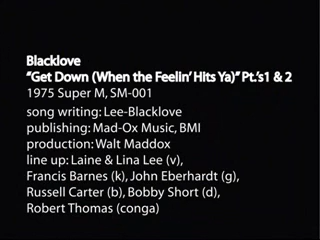 Blacklove
“Get Down (When the Feelin’ Hits Ya)” Pt.’s1 & 2
1975 Super M, SM-001
song writing: Lee-Blacklove
publishing: Mad-Ox Music, BMI
production: Walt Maddox
line up: Laine & Lina Lee (v),
Francis Barnes (k), John Eberhardt (g),
Russell Carter (b), Bobby Short (d),
Robert Thomas (conga)